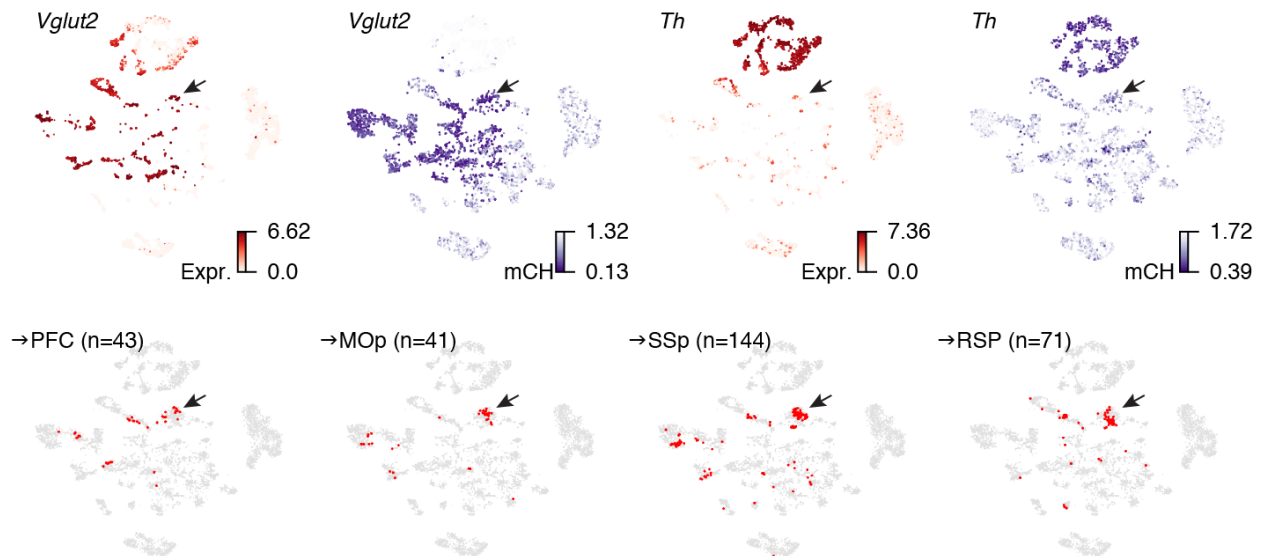 Vglut2
Vglut2
Th
Th
6.62
0.0
Expr.
1.32
0.13
mCH
7.36
0.0
Expr.
1.72
0.39
mCH
→PFC (n=43)
→MOp (n=41)
→SSp (n=144)
→RSP (n=71)